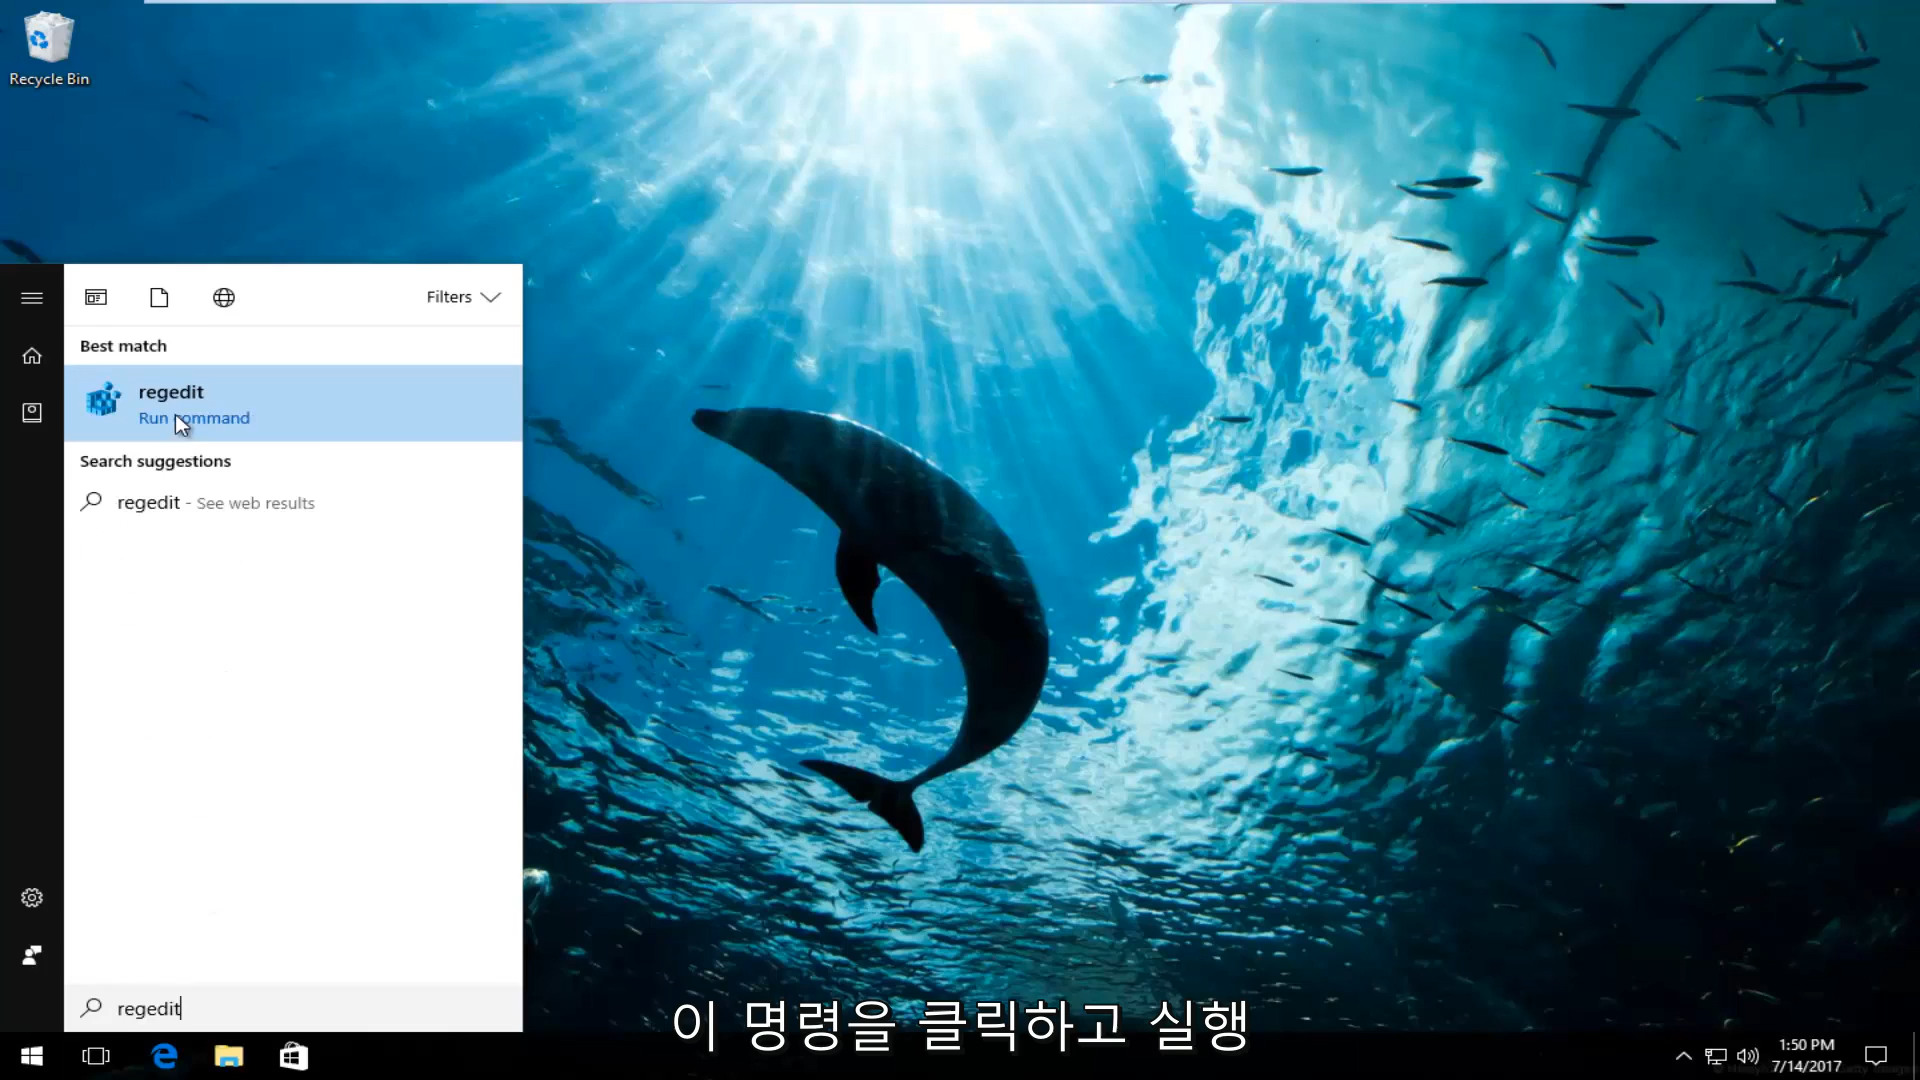 Recycle Bin
Filters
Best match
regedit
Run command
Search suggestions
regedit - See web results
regedit
이 명령을 클릭하고 실행
1:50 PM
7/14/2017